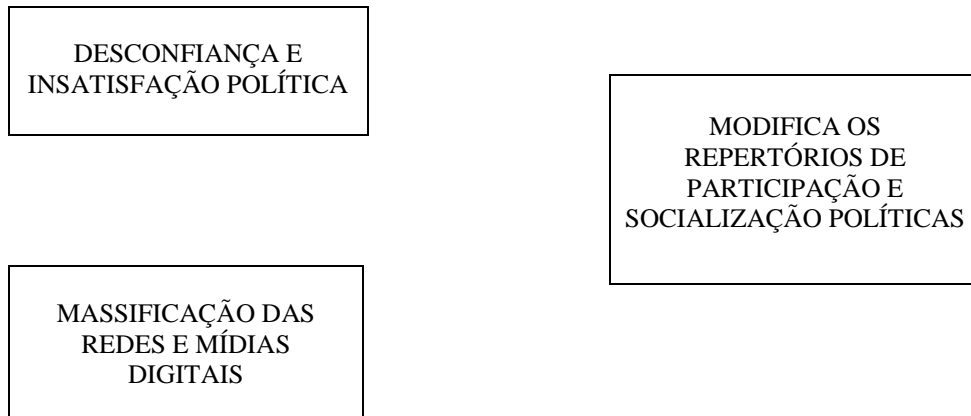 DESCONFIANÇA E
INSATISFAÇÃO POLÍTICA
MODIFICA OS
REPERTÓRIOS DE
PARTICIPAÇÃO E
SOCIALIZAÇÃO POLÍTICAS
MASSIFICAÇÃO DAS
REDES E MÍDIAS
DIGITAIS